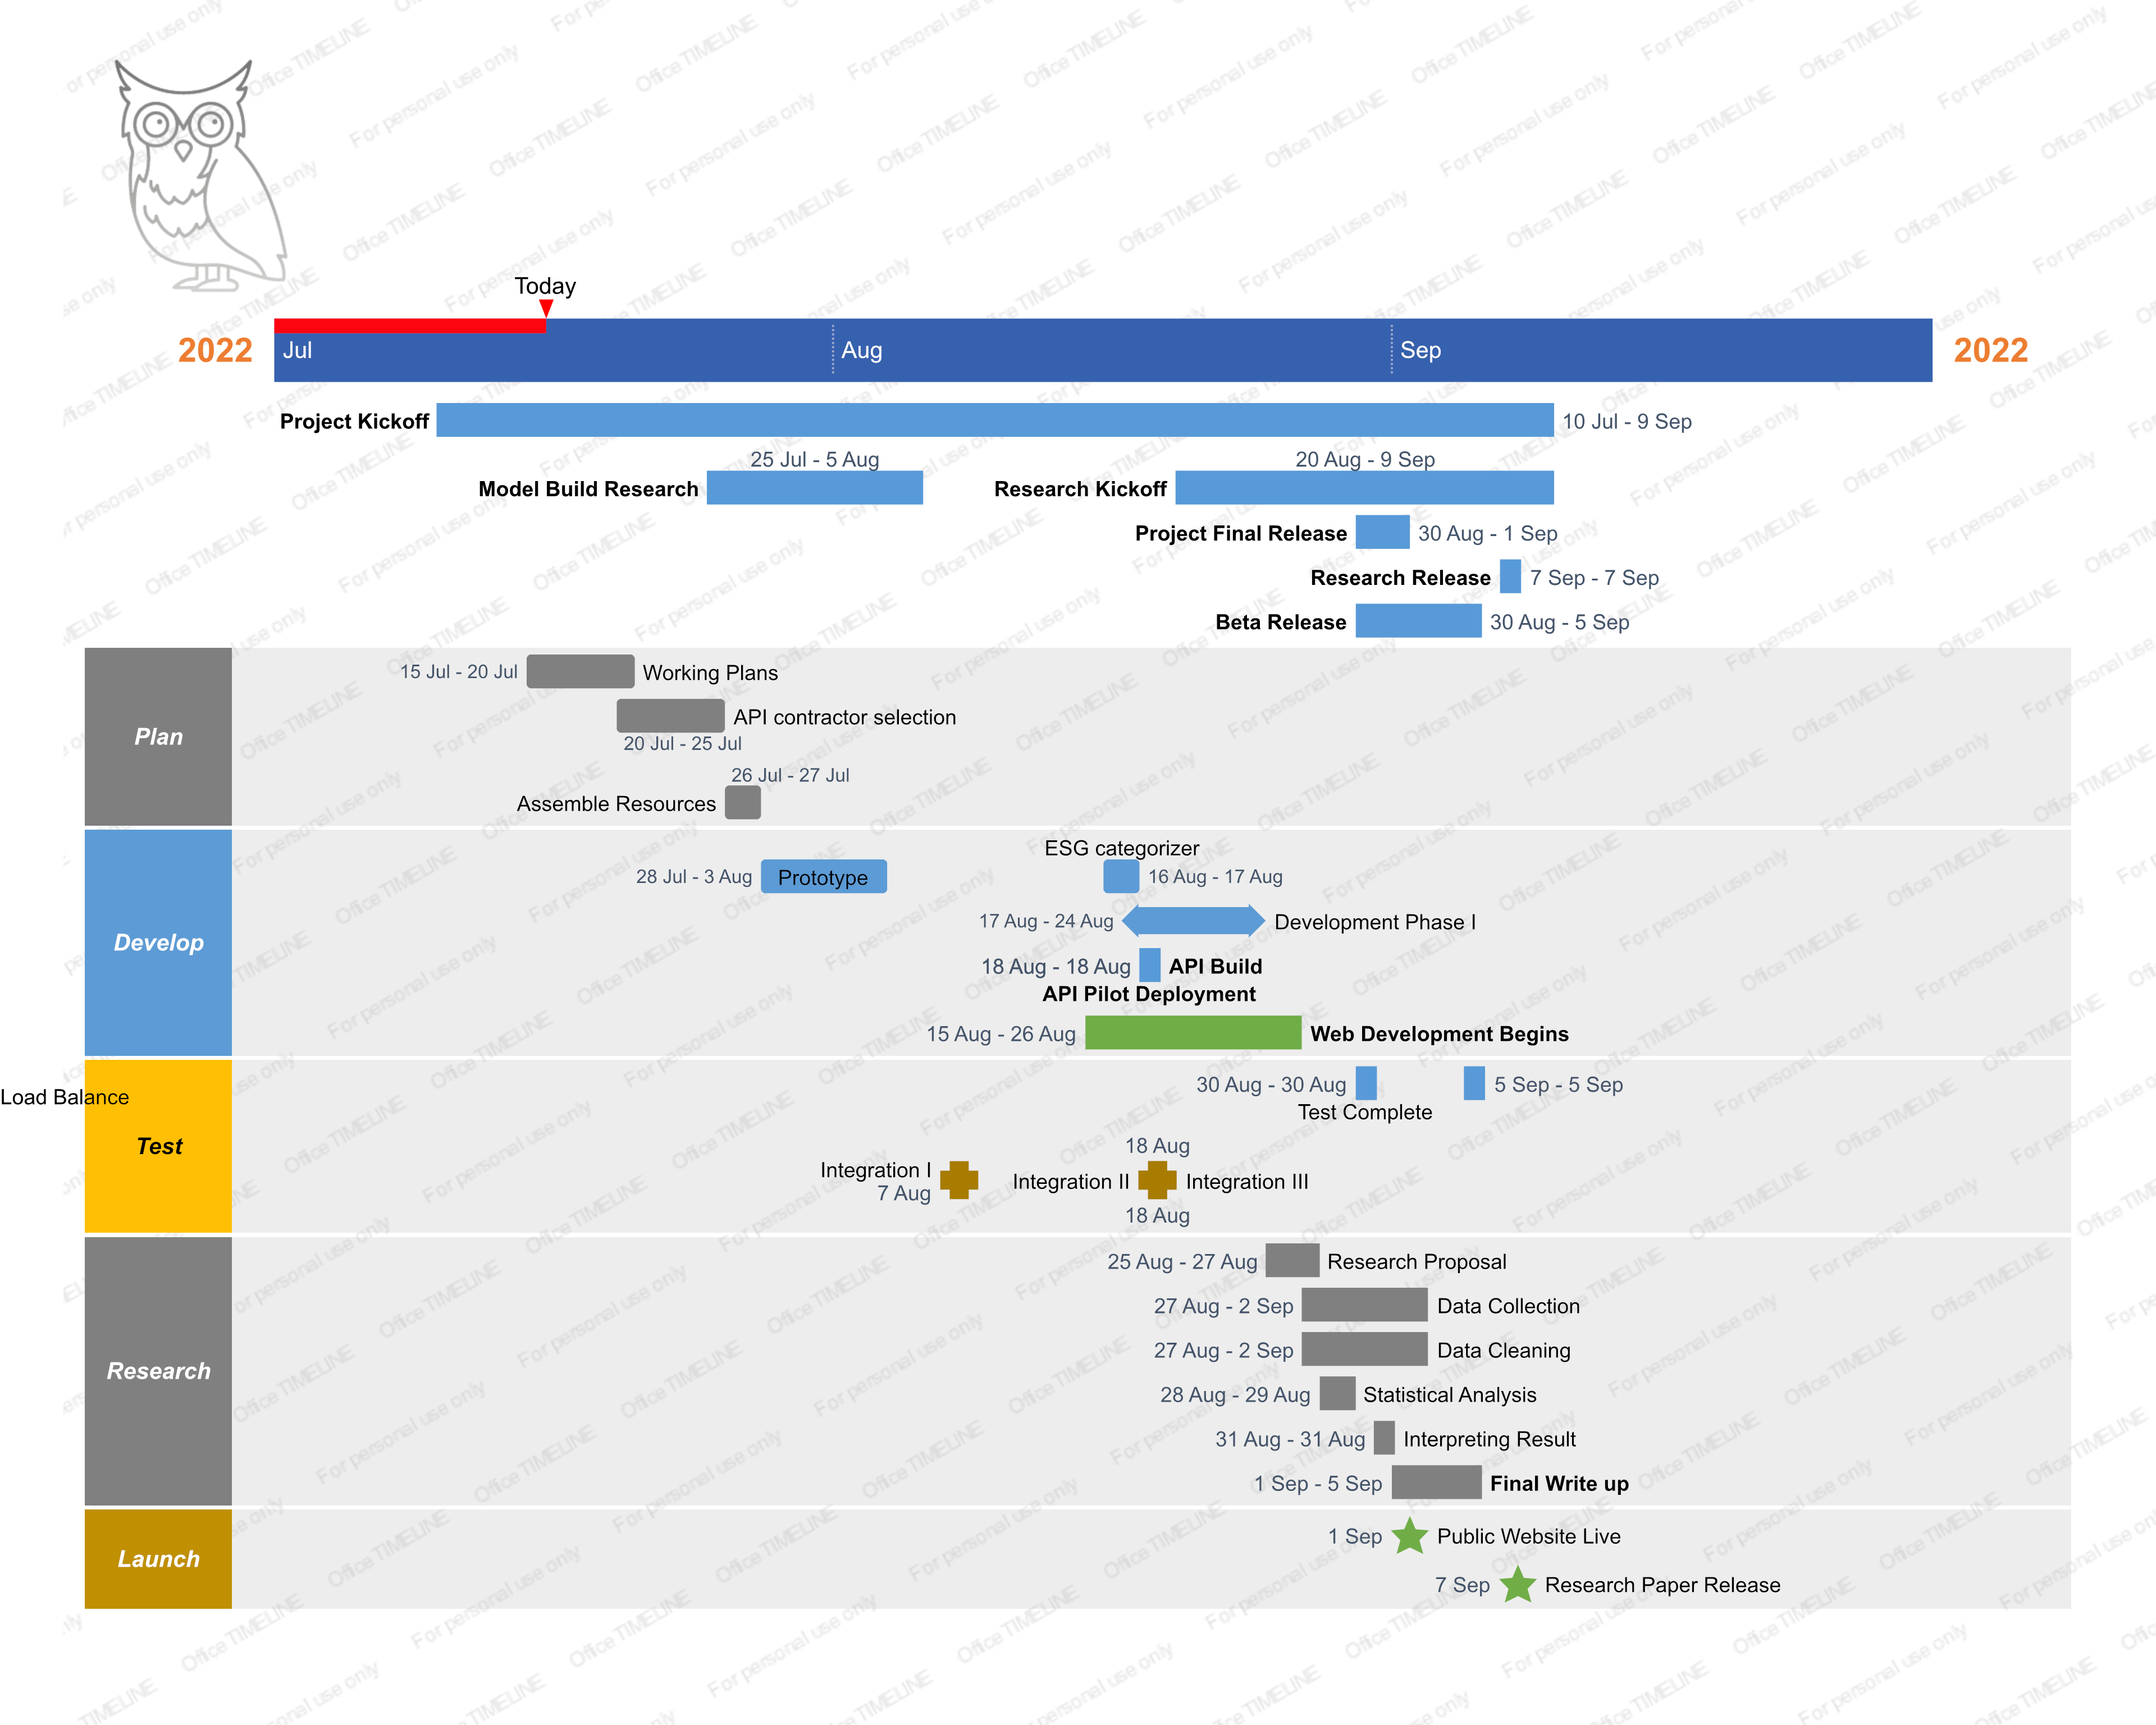 Today
2022 Jul Aug Sep 2022
Project Kickoff 10 Jul - 9 Sep
25 Jul - 5 Aug 20 Aug - 9 Sep
Model Build Research Research Kickoff
Project Final Release 30 Aug - 1 Sep
Research Release 7 Sep - 7 Sep
Beta Release 30 Aug - 5 Sep
Plan
15 Jul - 20 Jul Working Plans
API contractor selection
20 Jul - 25 Jul
26 Jul - 27 Jul
Assemble Resources
Develop
ESG categorizer
28 Jul - 3 Aug Prototype 16 Aug - 17 Aug
17 Aug - 24 Aug Development Phase I
18 Aug - 18 Aug API Build
API Pilot Deployment
15 Aug - 26 Aug Web Development Begins
Test
30 Aug - 30 Aug 5 Sep - 5 Sep
Load Balance
Test Complete
18 Aug
Integration I
7 Aug
Integration II Integration III
18 Aug
Research
25 Aug - 27 Aug Research Proposal
27 Aug - 2 Sep Data Collection
27 Aug - 2 Sep Data Cleaning
28 Aug - 29 Aug Statistical Analysis
31 Aug - 31 Aug Interpreting Result
1 Sep - 5 Sep Final Write up
Launch
1 Sep Public Website Live
7 Sep Research Paper Release
For personal use only Office TIMELINE